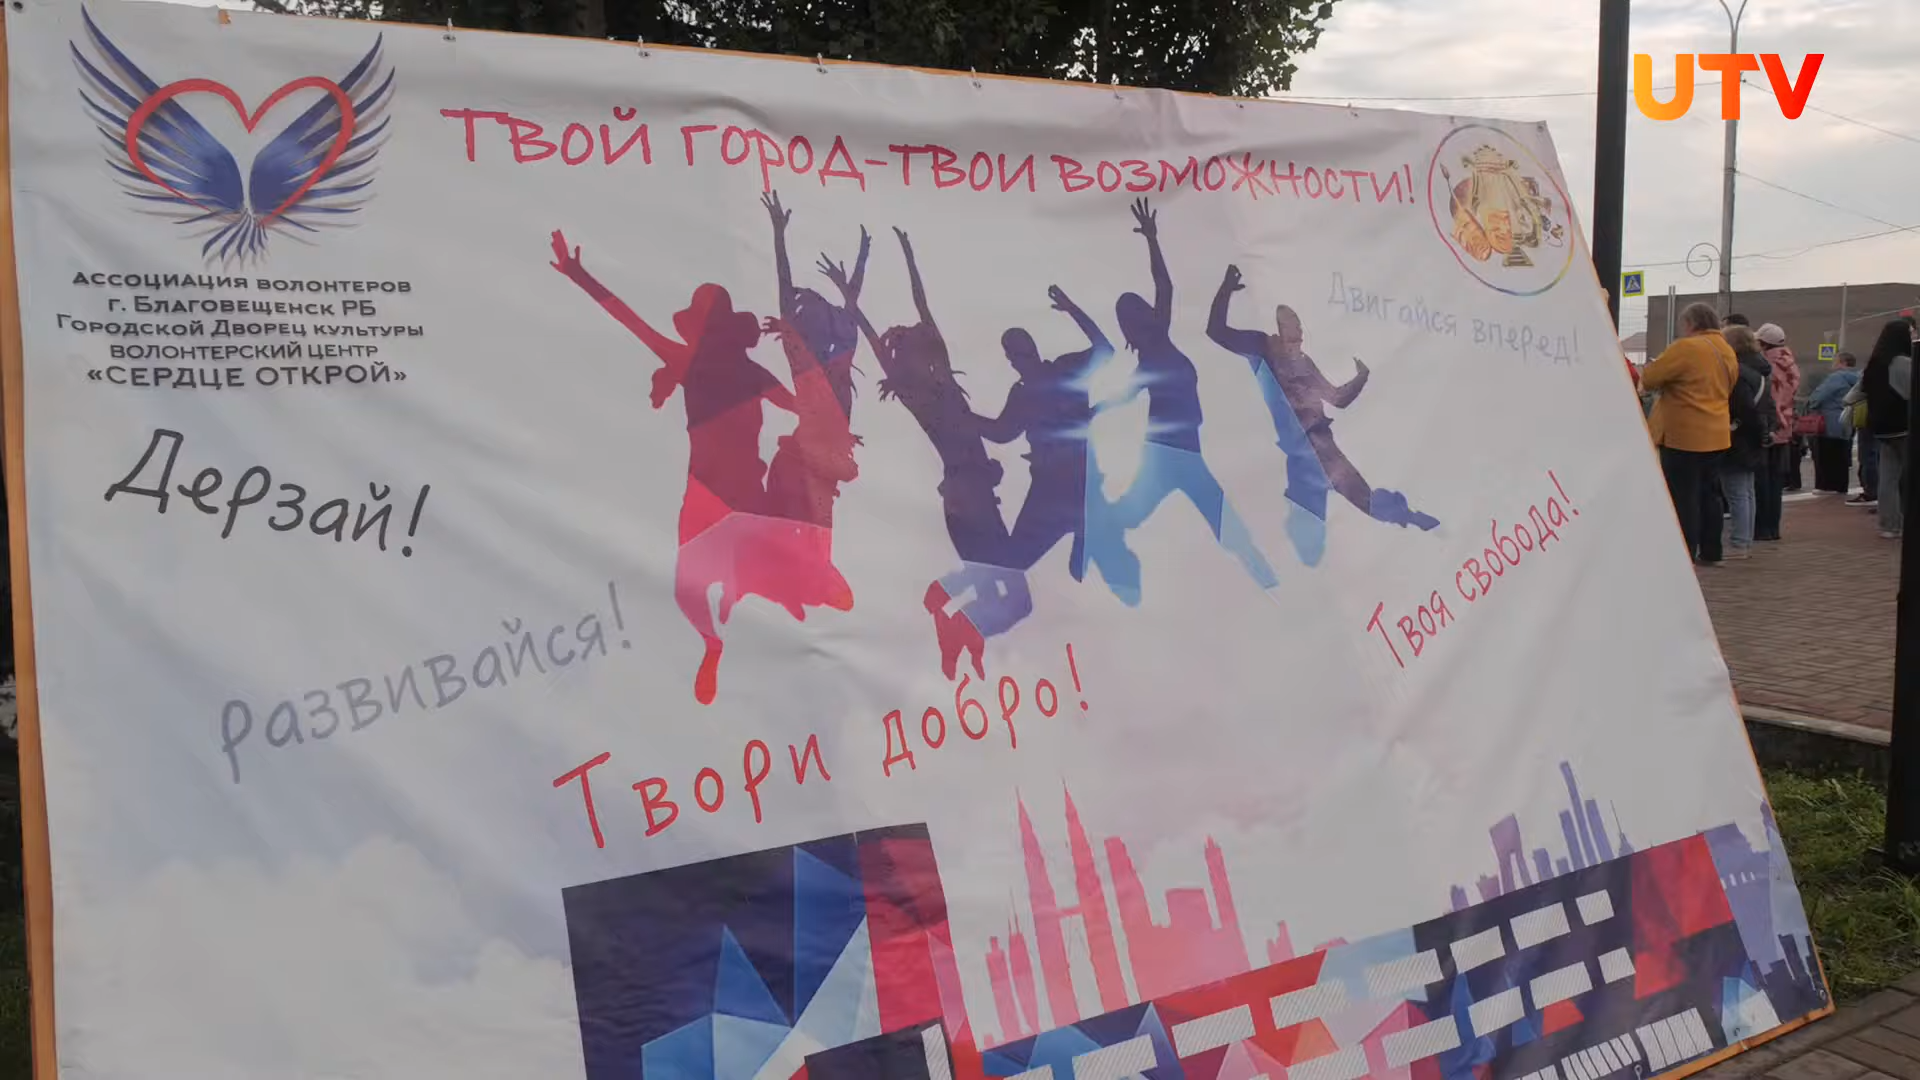 UTV
ТВОЙ ГОРОД-ТВОИ ВОЗМОЖНОСТИ!
АССОЦИАЦИЯ ВОЛОНТЕРОВ
г. БЛАГОВЕЩЕНСК РБ
ГОРОДСКОЙ ДВОРЕЦ КУЛЬТУРЫ
ВОЛОНТЕРСКИЙ ЦЕНТР
«СЕРДЦЕ ОТКРОЙ»
Двигайся вперед!
Дерзай!
развивайся!
Твоя свобода!
Твори добро!